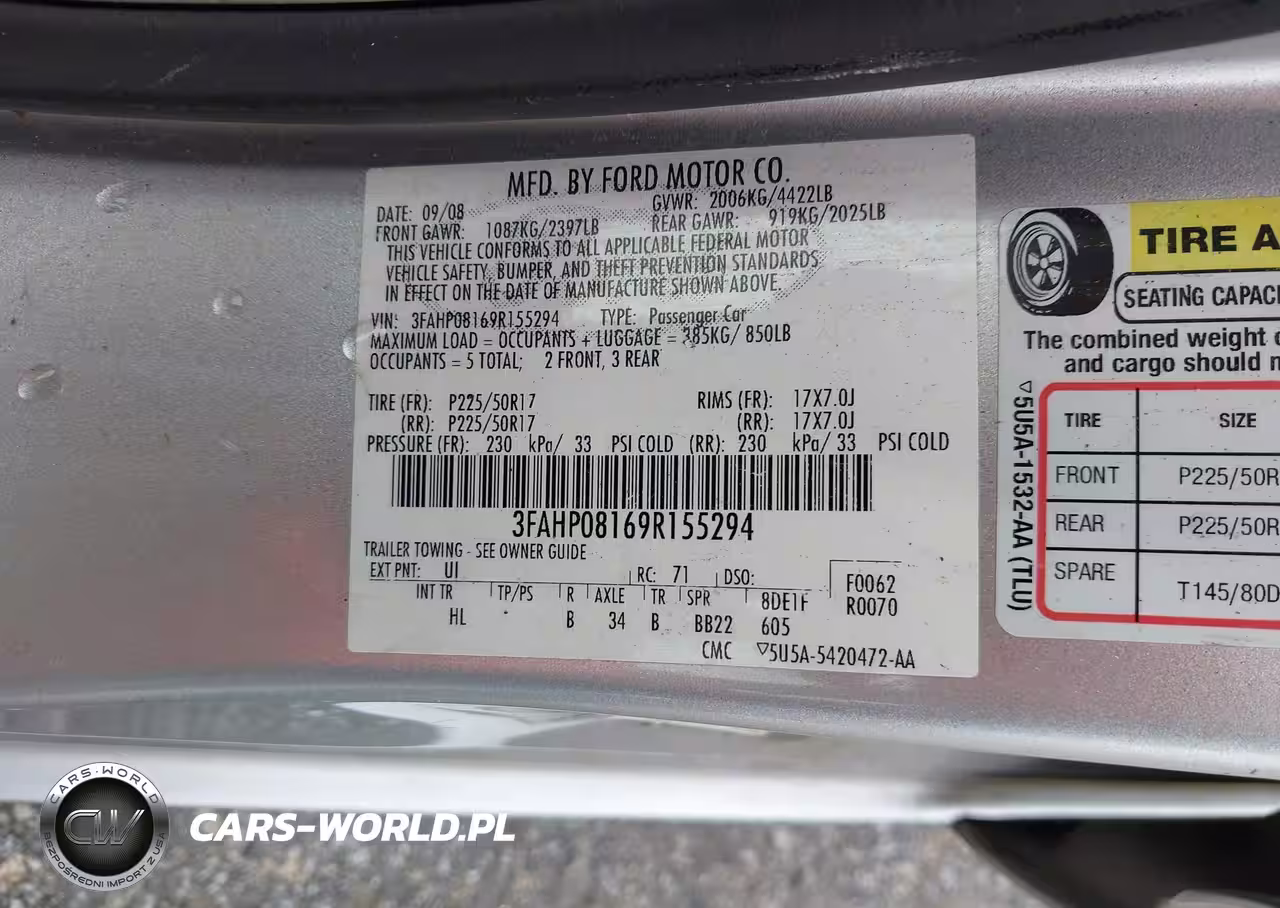 MFD. BY FORD MOTOR CO.
DATE: 09/08 GVWR: 2006KG/4422LB
FRONT GAWR: 1087KG/2397LB REAR GAWR: 919KG/2025LB
THIS VEHICLE CONFORMS TO ALL APPLICABLE FEDERAL MOTOR
VEHICLE SAFETY, BUMPER, AND THEFT PREVENTION STANDARDS
IN EFFECT ON THE DATE OF MANUFACTURE SHOWN ABOVE.
VIN: 3FAHP08169R155294 TYPE: Passenger Car
MAXIMUM LOAD = OCCUPANTS + LUGGAGE = 385KG/ 850LB
OCCUPANTS = 5 TOTAL; 2 FRONT, 3 REAR
TIRE (FR): P225/50R17 RIMS (FR): 17X7.0J
(RR): P225/50R17 (RR): 17X7.0J
PRESSURE (FR): 230 kPa/ 33 PSI COLD (RR): 230 kPa/ 33 PSI COLD
3FAHP08169R155294
TRAILER TOWING - SEE OWNER GUIDE
EXT PNT: UI RC: 71 DSO: F0062
INT TR TP/PS R AXLE TR SPR 8DE1F R0070
HL B 34 B BB22 605
CMC ▽5U5A-5420472-AA
TIRE A
SEATING CAPACI
The combined weight
and cargo should
▽5U5A-1532-AA (TLU)
TIRE SIZE
FRONT P225/50R
REAR P225/50R
SPARE T145/80D
CARS-WORLD
CW
BEZPOŚREDNI IMPORT Z USA
CARS-WORLD.PL